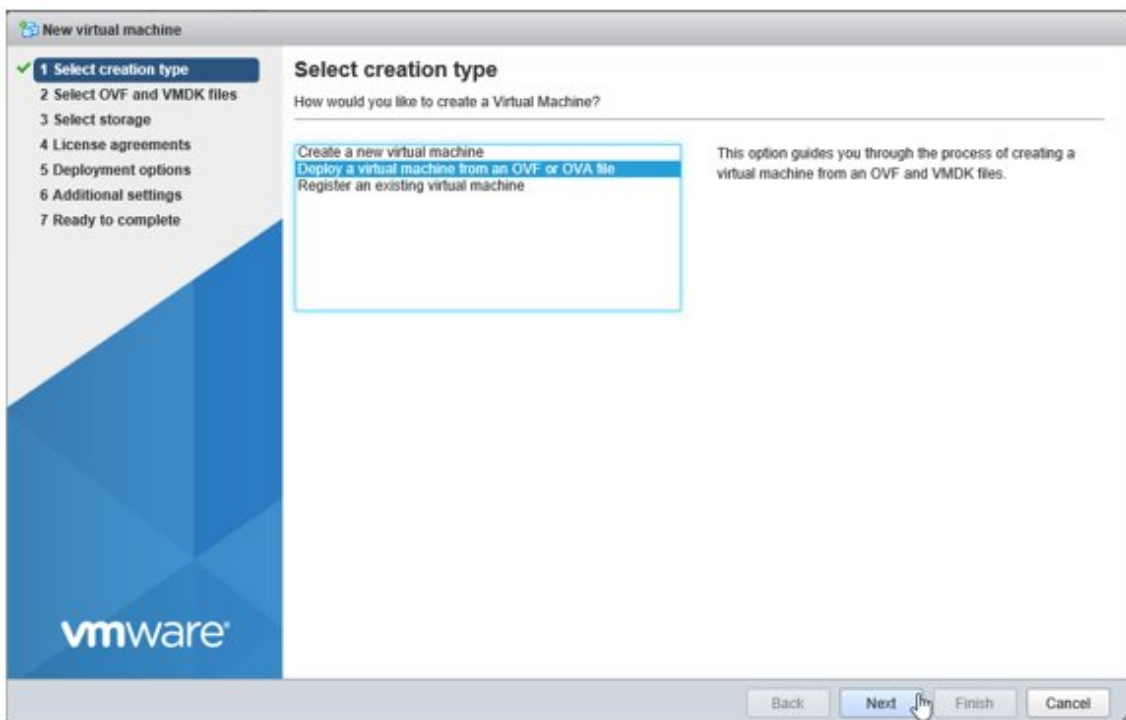 New virtual machine
1 Select creation type
2 Select OVF and VMDK files
3 Select storage
4 License agreements
5 Deployment options
6 Additional settings
7 Ready to complete
vmware®
Select creation type
How would you like to create a Virtual Machine?
Create a new virtual machine
Deploy a virtual machine from an OVF or OVA file
Register an existing virtual machine
This option guides you through the process of creating a
virtual machine from an OVF and VMDK files.
Back
Next
Finish
Cancel